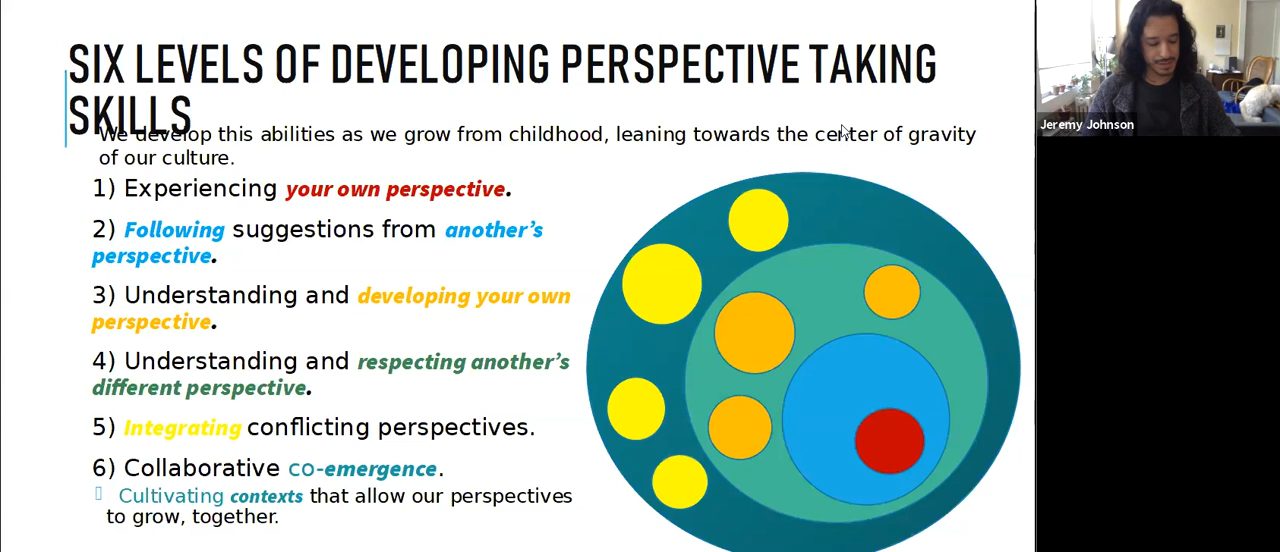 SIX LEVELS OF DEVELOPING PERSPECTIVE TAKING
SKILLS
We develop this abilities as we grow from childhood, leaning towards the center of gravity
of our culture.
1) Experiencing your own perspective.
2) Following suggestions from another's
perspective.
3) Understanding and developing your own
perspective.
4) Understanding and respecting another's
different perspective.
5) Integrating conflicting perspectives.
6) Collaborative co-emergence.
Cultivating contexts that allow our perspectives
to grow, together.
Jeremy Johnson